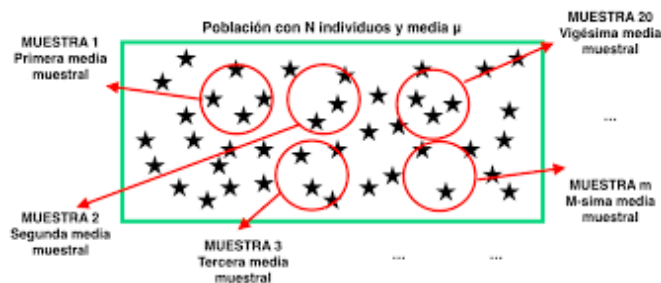 Población con N individuos y media μ
MUESTRA 1
Primera media
muestral
MUESTRA 20
Vigésima media
muestral
...
MUESTRA 2
Segunda media
muestral
MUESTRA 3
Tercera media
muestral
...
...
MUESTRA m
M-sima media
muestral